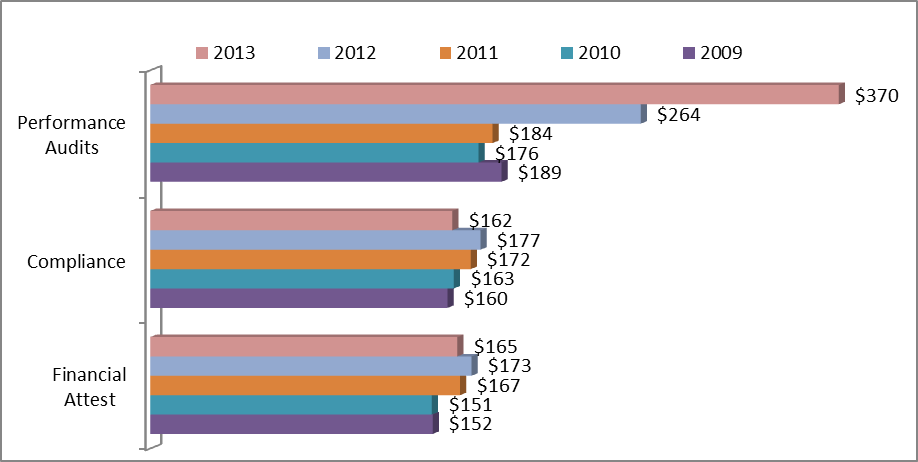 2013 2012 2011 2010 2009
Performance
Audits
$370
$264
$184
$176
$189
Compliance
$162
$177
$172
$163
$160
Financial
Attest
$165
$173
$167
$151
$152